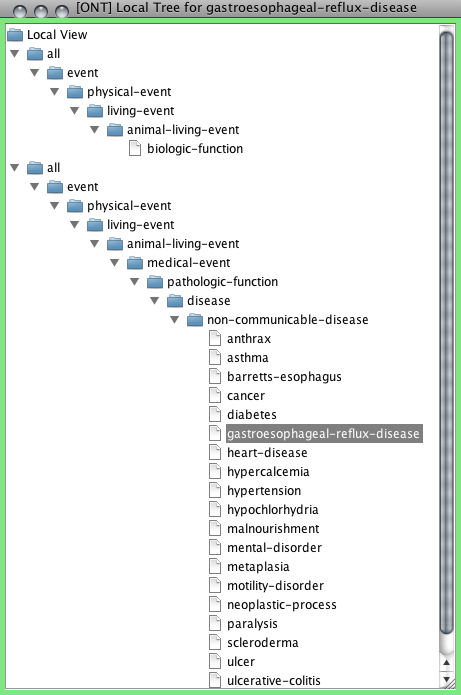 [ONT] Local Tree for gastroesophageal-reflux-disease
Local View
all
event
physical-event
living-event
animal-living-event
biologic-function
all
event
physical-event
living-event
animal-living-event
medical-event
pathologic-function
disease
non-communicable-disease
anthrax
asthma
barretts-esophagus
cancer
diabetes
gastroesophageal-reflux-disease
heart-disease
hypercalcemia
hypertension
hypochlorhydria
malnourishment
mental-disorder
metaplasia
motility-disorder
neoplastic-process
paralysis
scleroderma
ulcer
ulcerative-colitis